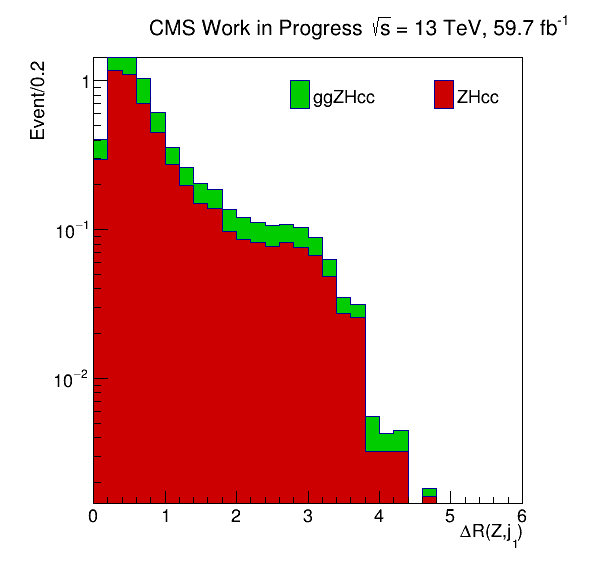 CMS Work in Progress √s = 13 TeV, 59.7 fb⁻¹
Event/0.2
ggZHcc
ZHcc
1
10⁻¹
10⁻²
0 1 2 3 4 5 6
ΔR(Z,j₁)